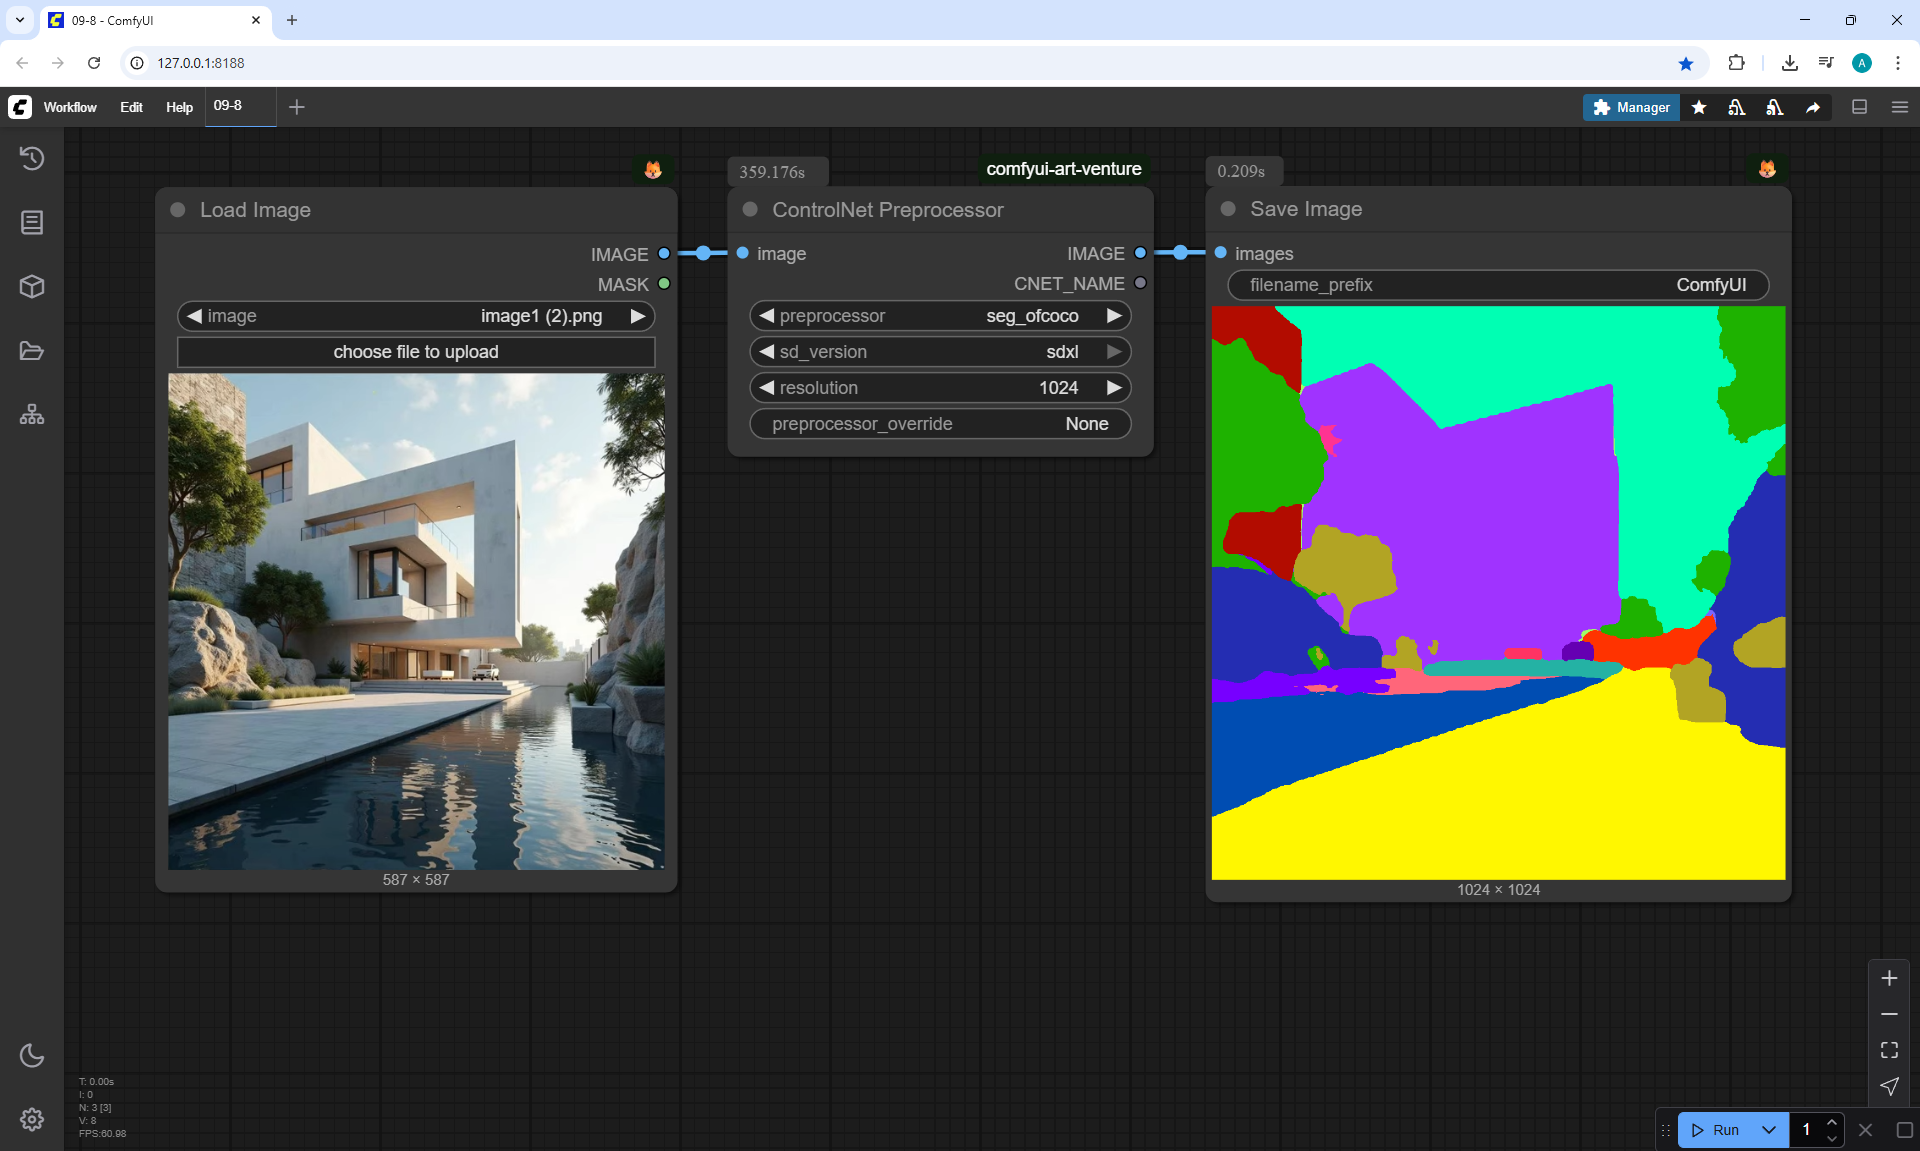 09-8 - ComfyUI
127.0.0.1:8188
A
Workflow
Edit
Help
09-8
Manager
359.176s
comfyui-art-venture
0.209s
Load Image
IMAGE
MASK
image
image1 (2).png
choose file to upload
587 × 587
ControlNet Preprocessor
image
IMAGE
CNET_NAME
preprocessor
seg_ofcoco
sd_version
sdxl
resolution
1024
preprocessor_override
None
Save Image
images
filename_prefix
ComfyUI
1024 × 1024
T: 0.00s
I: 0
N: 3 [3]
V: 8
FPS:60.98
Run
1